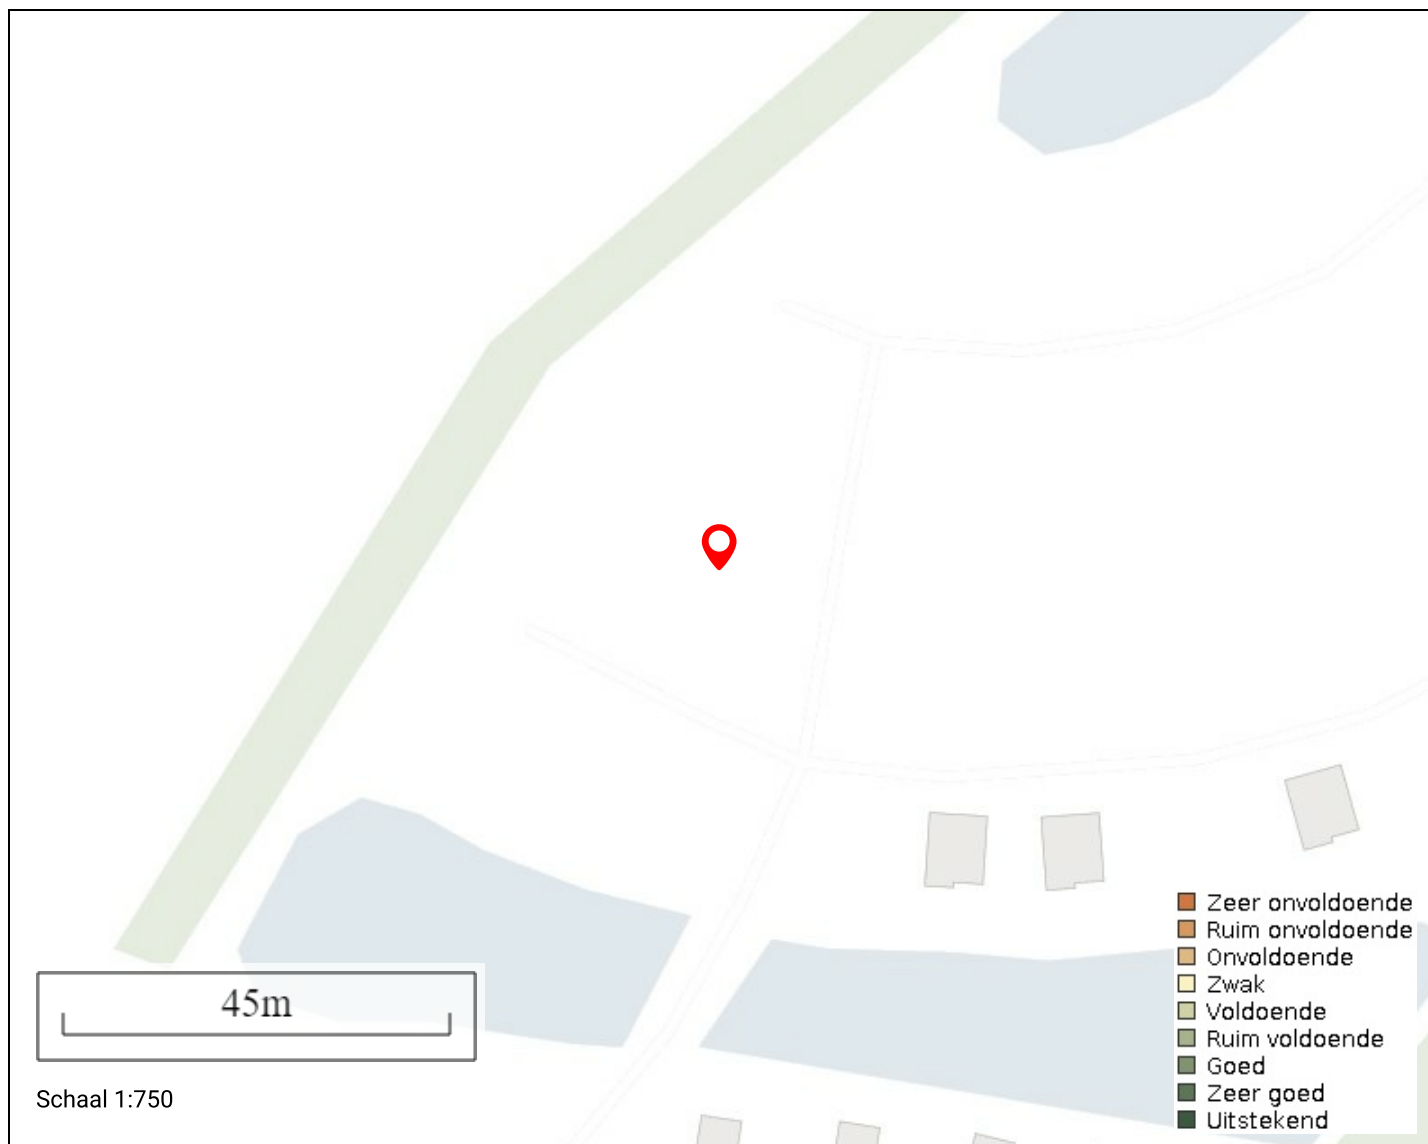 Zeer onvoldoende
Ruim onvoldoende
Onvoldoende
Zwak
Voldoende
Ruim voldoende
Goed
Zeer goed
Uitstekend
45m
Schaal 1:750